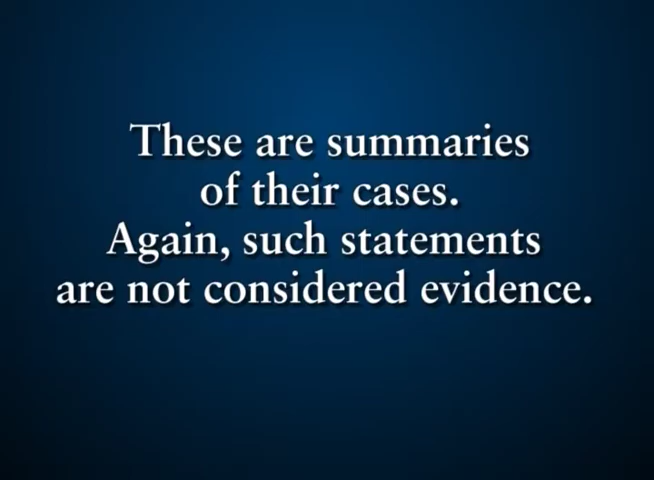 These are summaries
of their cases.
Again, such statements
are not considered evidence.